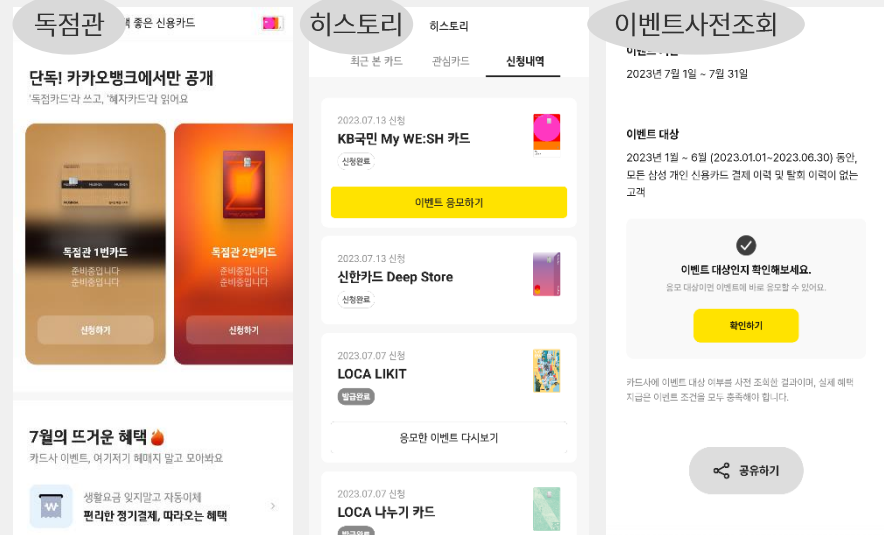 독점관
좋은 신용카드
단독! 카카오뱅크에서만 공개
'독점카드'라 쓰고, '혜자카드'라 읽어요
독점관 1번카드
준비중입니다
준비중입니다
신청하기
독점관 2번카드
준비중입니다
준비중입니다
신청하기
7월의 뜨거운 혜택
카드사 이벤트, 여기저기 헤매지 말고 모아봐요
생활요금 잊지말고 자동이체
편리한 정기결제, 따라오는 혜택
히스토리
히스토리
최근 본 카드 관심카드 신청내역
2023.07.13 신청
KB국민 My WE:SH 카드
신청완료
이벤트 응모하기
2023.07.13 신청
신한카드 Deep Store
신청완료
2023.07.07 신청
LOCA LIKIT
발급완료
응모한 이벤트 다시보기
2023.07.07 신청
LOCA 나누기 카드
발급완료
이벤트사전조회
이벤트 기간
2023년 7월 1일 ~ 7월 31일
이벤트 대상
2023년 1월 ~ 6월 (2023.01.01~2023.06.30) 동안,
모든 삼성 개인 신용카드 결제 이력 및 탈회 이력이 없는
고객
이벤트 대상인지 확인해보세요.
응모 대상이면 이벤트에 바로 응모할 수 있어요.
확인하기
카드사에 이벤트 대상 여부를 사전 조회한 결과이며, 실제 혜택
지급은 이벤트 조건을 모두 충족해야 합니다.
공유하기